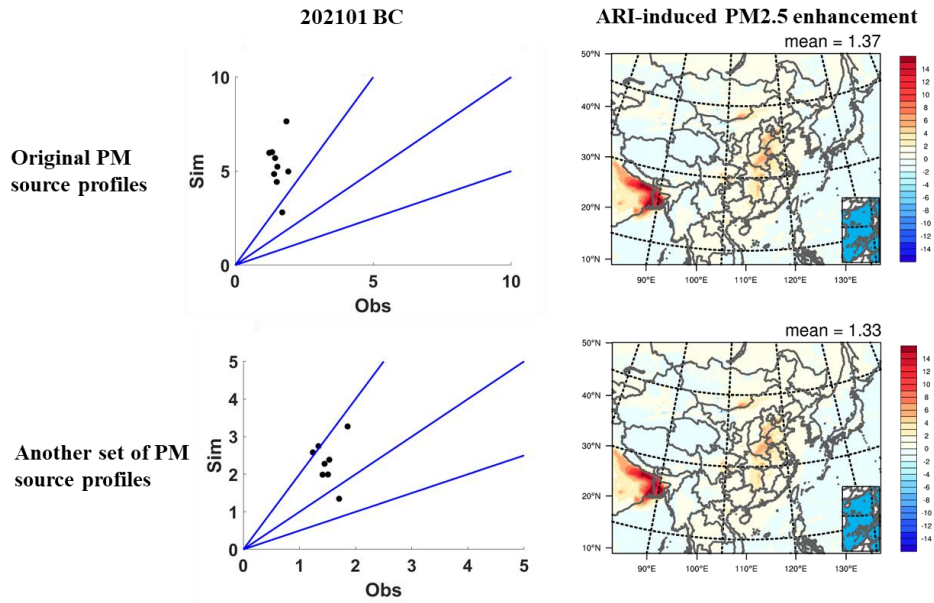 202101 BC
ARI-induced PM2.5 enhancement
mean = 1.37
Original PM
source profiles
10
5
0
Sim
0
5
10
Obs
50°N
40°N
30°N
20°N
10°N
90°E
100°E
110°E
120°E
130°E
14
12
10
8
6
4
2
0
-2
-4
-6
-8
-10
-12
-14
mean = 1.33
Another set of PM
source profiles
5
4
3
2
1
0
Sim
0
1
2
3
4
5
Obs
50°N
40°N
30°N
20°N
10°N
90°E
100°E
110°E
120°E
130°E
14
12
10
8
6
4
2
0
-2
-4
-6
-8
-10
-12
-14